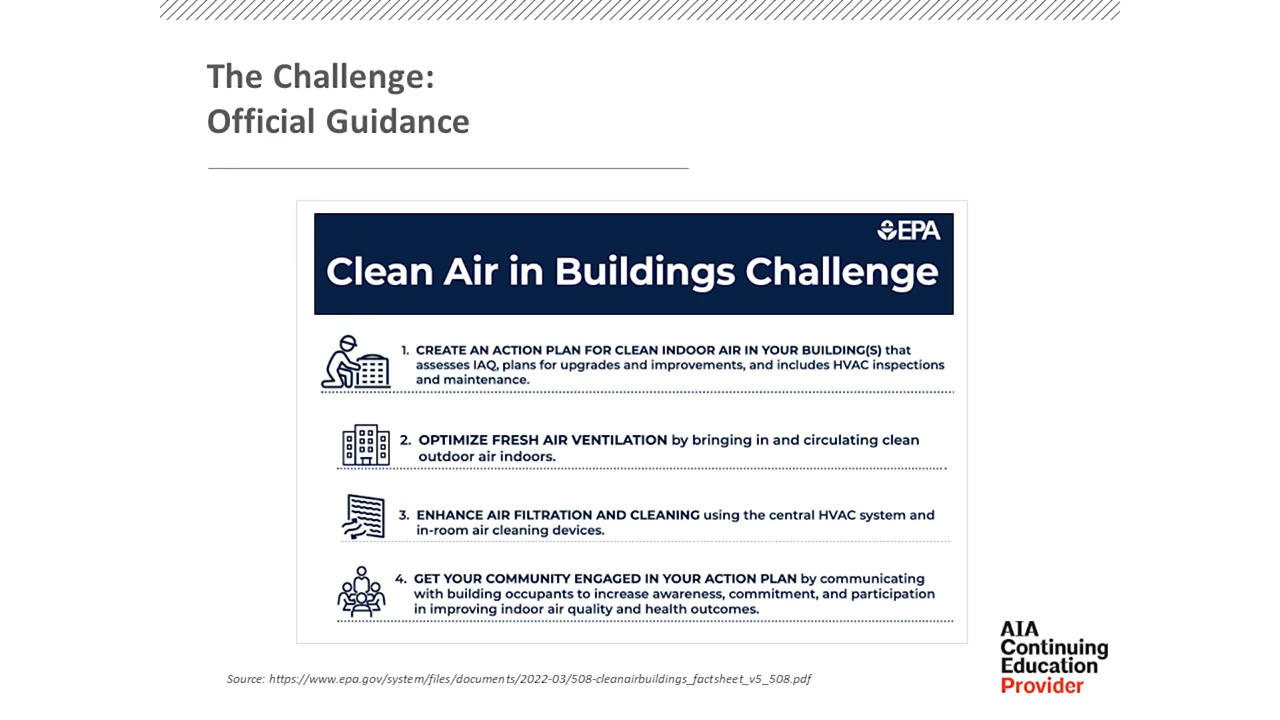 The Challenge:
Official Guidance
EPA
Clean Air in Buildings Challenge
1. CREATE AN ACTION PLAN FOR CLEAN INDOOR AIR IN YOUR BUILDING(S) that
assesses IAQ, plans for upgrades and improvements, and includes HVAC inspections
and maintenance.
2. OPTIMIZE FRESH AIR VENTILATION by bringing in and circulating clean
outdoor air indoors.
3. ENHANCE AIR FILTRATION AND CLEANING using the central HVAC system and
in-room air cleaning devices.
4. GET YOUR COMMUNITY ENGAGED IN YOUR ACTION PLAN by communicating
with building occupants to increase awareness, commitment, and participation
in improving indoor air quality and health outcomes.
Source: https://www.epa.gov/system/files/documents/2022-03/508-cleanairbuildings_factsheet_v5_508.pdf
AIA
Continuing
Education
Provider